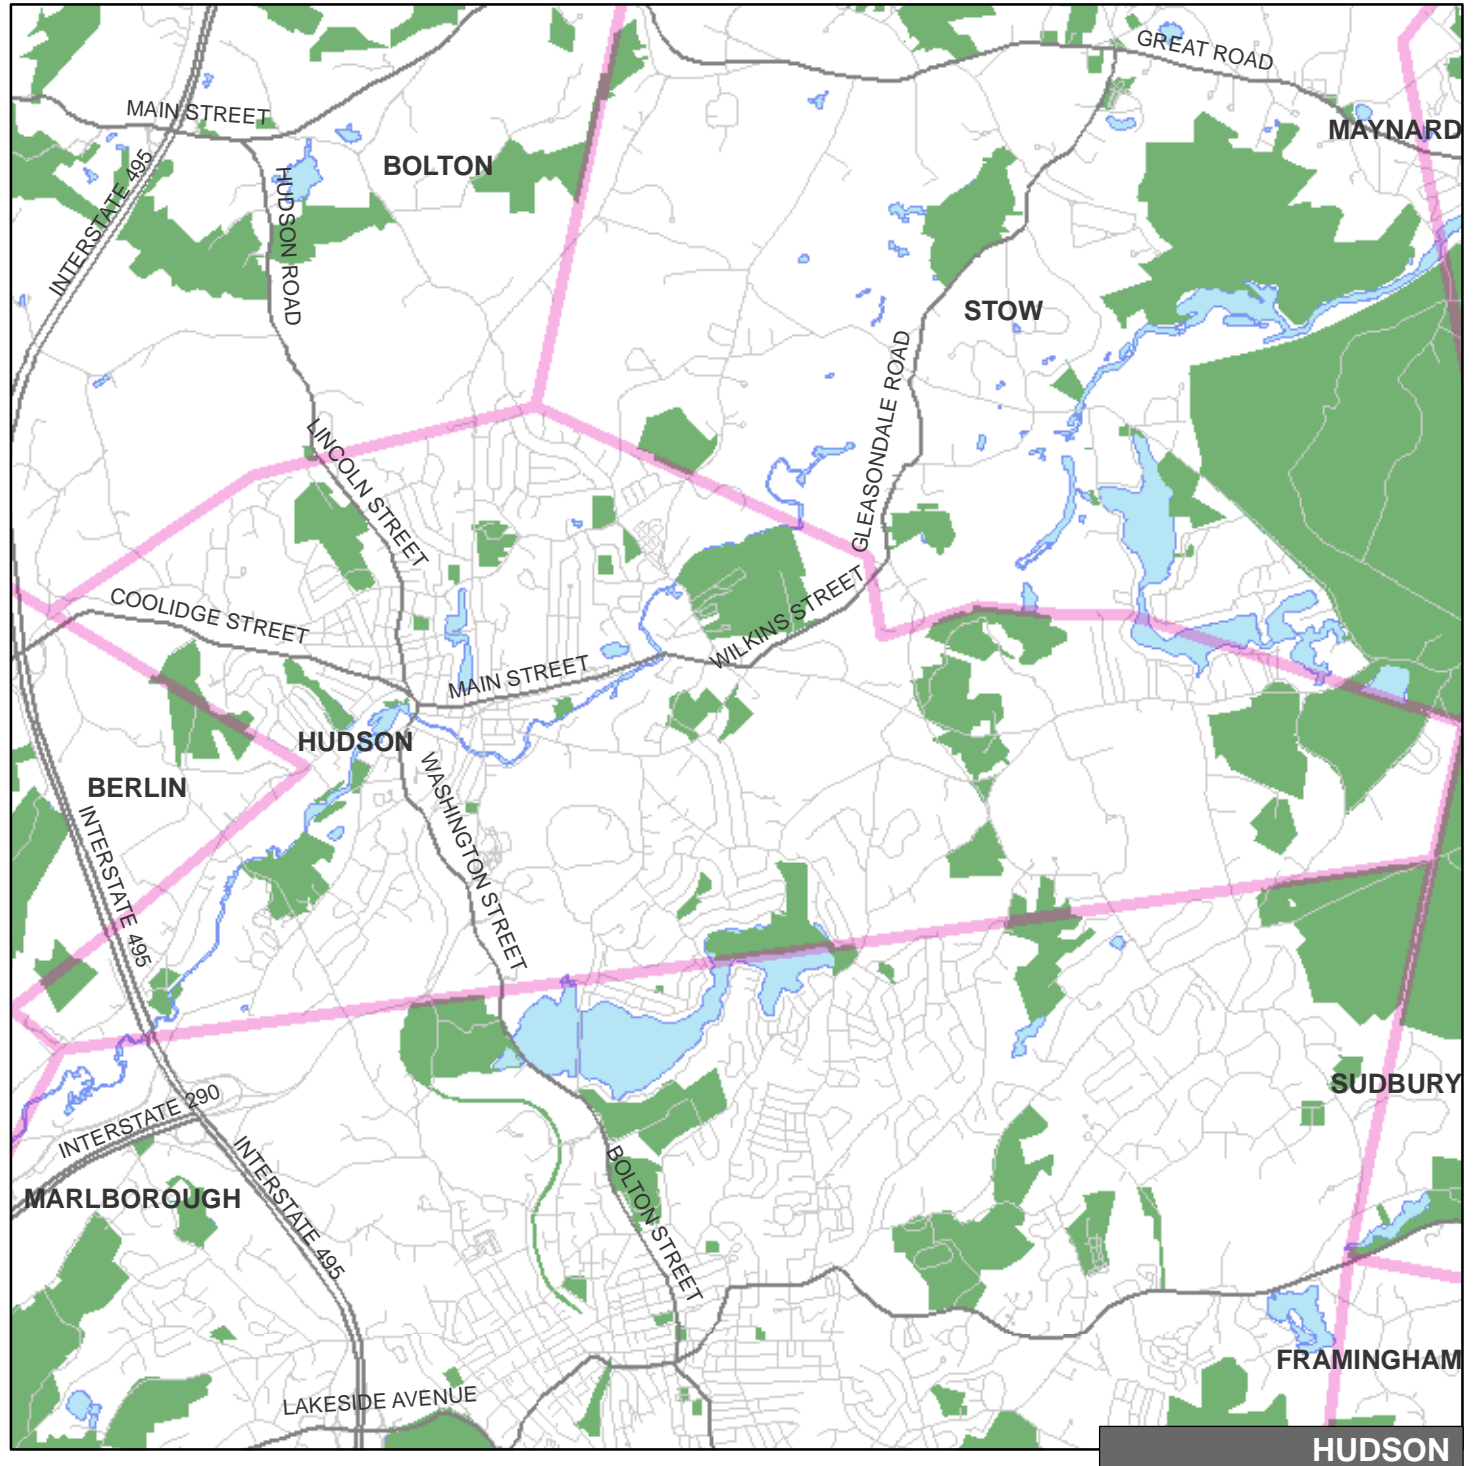 GREAT ROAD
MAIN STREET
MAYNARD
BOLTON
INTERSTATE 495
HUDSON ROAD
STOW
GLEASONDALE ROAD
LINCOLN STREET
COOLIDGE STREET
WILKINS STREET
MAIN STREET
HUDSON
BERLIN
WASHINGTON STREET
INTERSTATE 495
SUDBURY
INTERSTATE 290
INTERSTATE 495
MARLBOROUGH
BOLTON STREET
FRAMINGHAM
LAKESIDE AVENUE
HUDSON